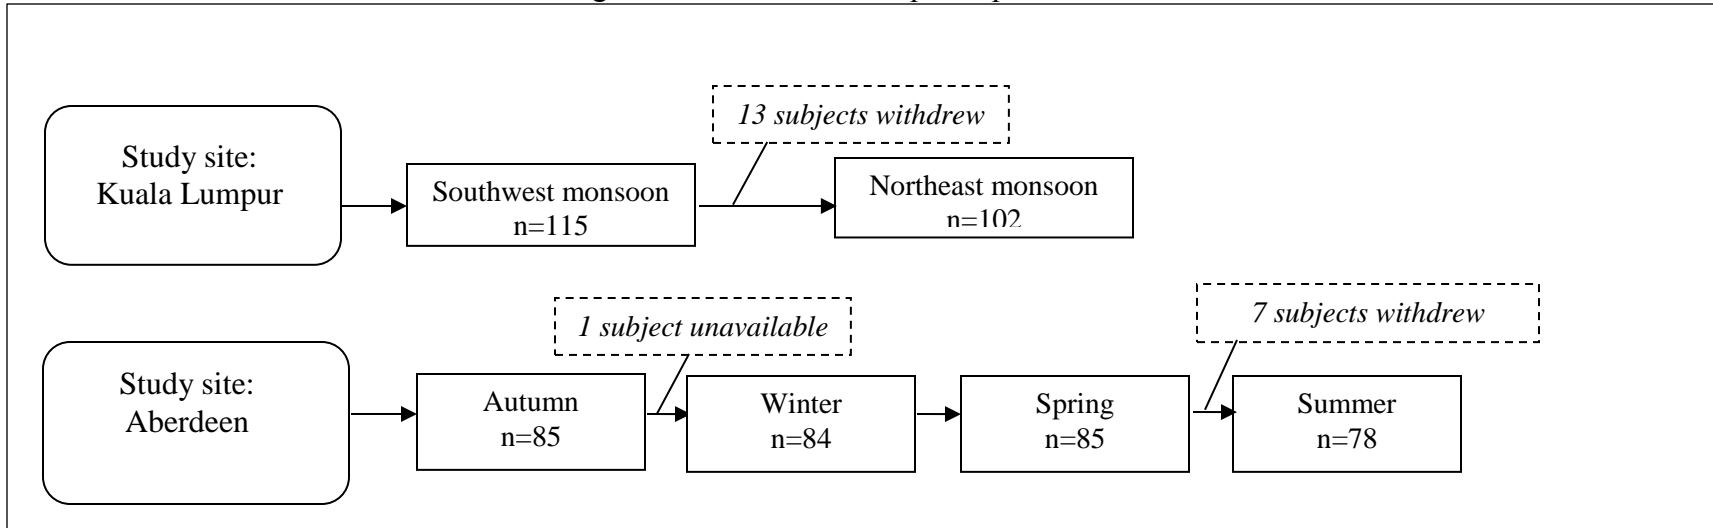 13 subjects withdrew
Study site:
Kuala Lumpur
Southwest monsoon
n=115
Northeast monsoon
n=102
1 subject unavailable
7 subjects withdrew
Study site:
Aberdeen
Autumn
n=85
Winter
n=84
Spring
n=85
Summer
n=78